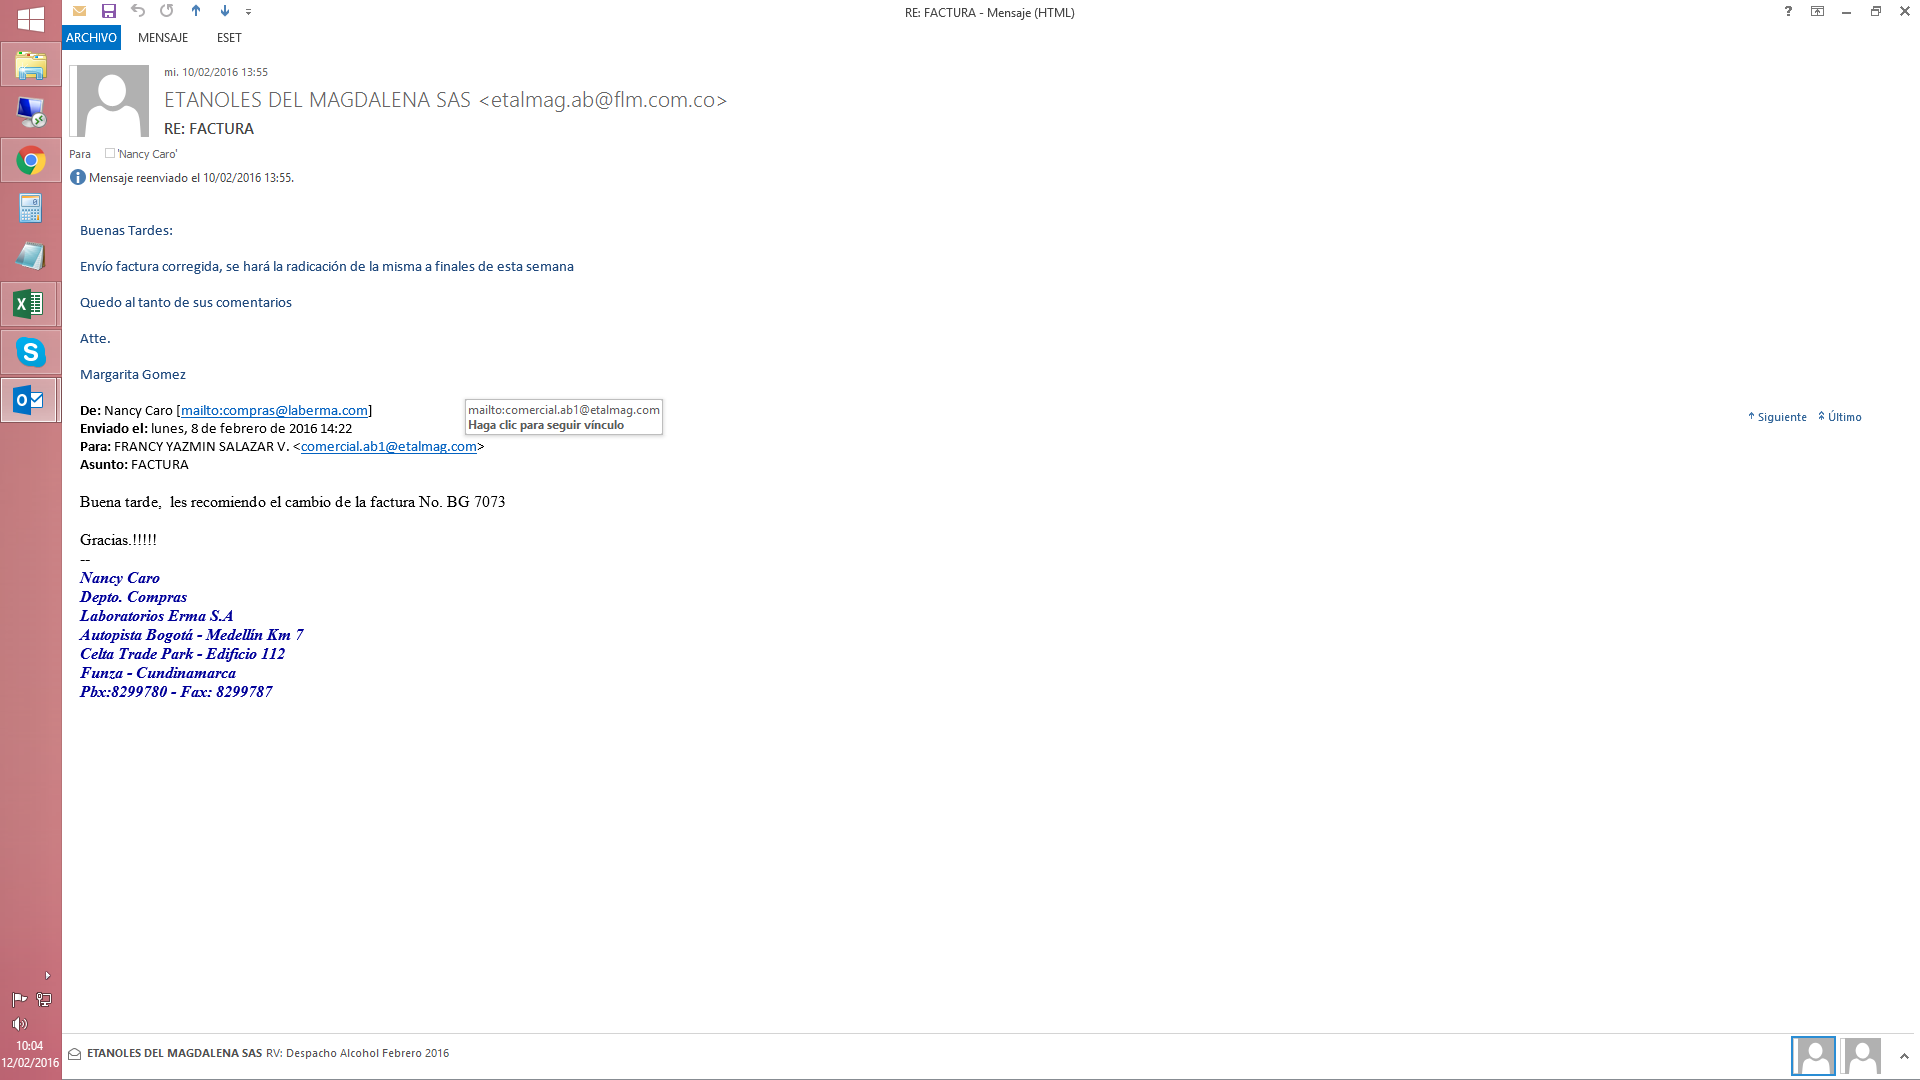 RE: FACTURA - Mensaje (HTML)
ARCHIVO MENSAJE ESET
mi. 10/02/2016 13:55
ETANOLES DEL MAGDALENA SAS <etalmag.ab@flm.com.co>
RE: FACTURA
Para 'Nancy Caro'
Mensaje reenviado el 10/02/2016 13:55.
Buenas Tardes:
Envío factura corregida, se hará la radicación de la misma a finales de esta semana
Quedo al tanto de sus comentarios
Atte.
Margarita Gomez
De: Nancy Caro [mailto:compras@laberma.com]
mailto:comercial.ab1@etalmag.com
Haga clic para seguir vínculo
Siguiente Último
Enviado el: lunes, 8 de febrero de 2016 14:22
Para: FRANCY YAZMIN SALAZAR V. <comercial.ab1@etalmag.com>
Asunto: FACTURA
Buena tarde,  les recomiendo el cambio de la factura No. BG 7073
Gracias.!!!!!
--
Nancy Caro
Depto. Compras
Laboratorios Erma S.A
Autopista Bogotá - Medellín Km 7
Celta Trade Park - Edificio 112
Funza - Cundinamarca
Pbx:8299780 - Fax: 8299787
10:04
12/02/2016
ETANOLES DEL MAGDALENA SAS RV: Despacho Alcohol Febrero 2016